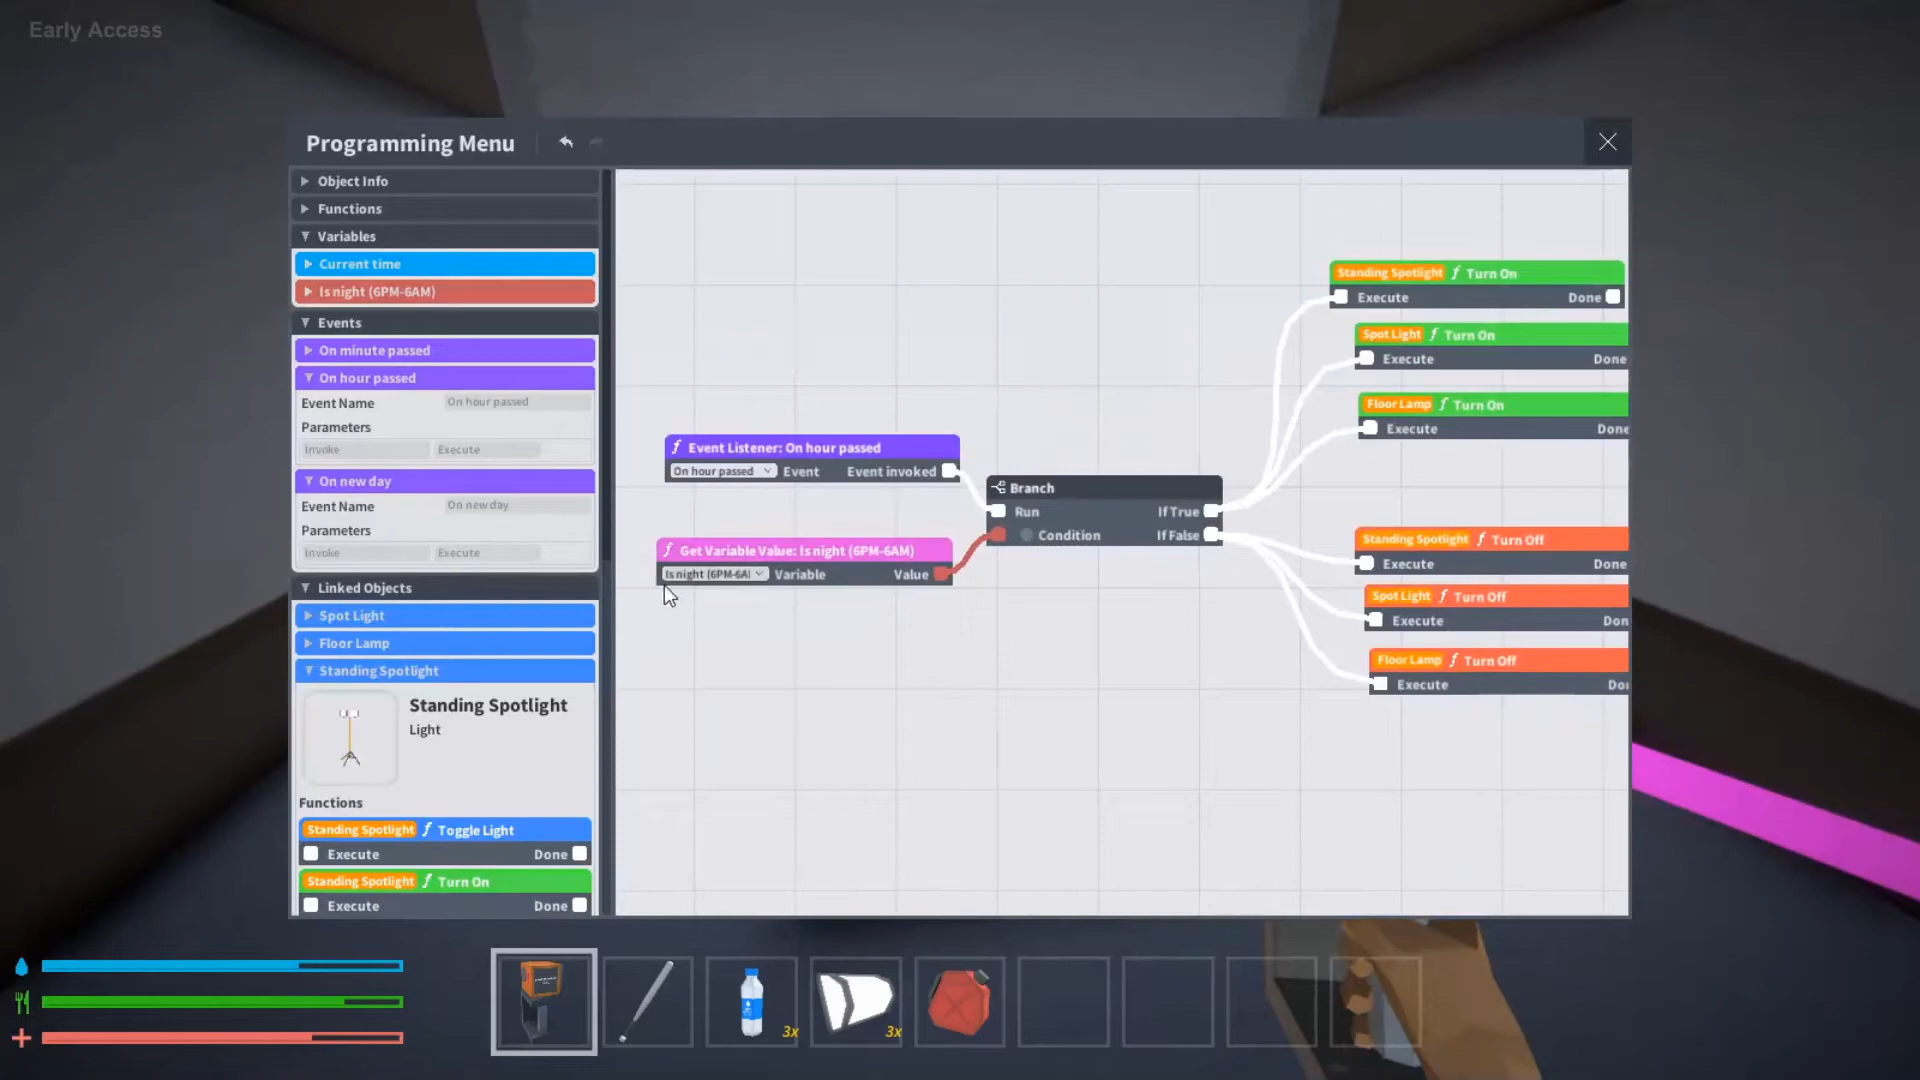 Early Access
Programming Menu
Object Info
Functions
Variables
Current time
Is night (6PM-6AM)
Events
On minute passed
On hour passed
Event Name On hour passed
Parameters
Invoke Execute
On new day
Event Name On new day
Parameters
Invoke Execute
Linked Objects
Spot Light
Floor Lamp
Standing Spotlight
Standing Spotlight
Light
Functions
Standing Spotlight f Toggle Light
Execute Done
Standing Spotlight f Turn On
Execute Done
f Event Listener: On hour passed
On hour passed Event Event invoked
f Get Variable Value: Is night (6PM-6AM)
Is night (6PM-6A Variable Value
Branch
Run If True
Condition If False
Standing Spotlight f Turn On
Execute Done
Spot Light f Turn On
Execute Done
Floor Lamp f Turn On
Execute Done
Standing Spotlight f Turn Off
Execute Done
Spot Light f Turn Off
Execute Don
Floor Lamp f Turn Off
Execute Do
3x
3x